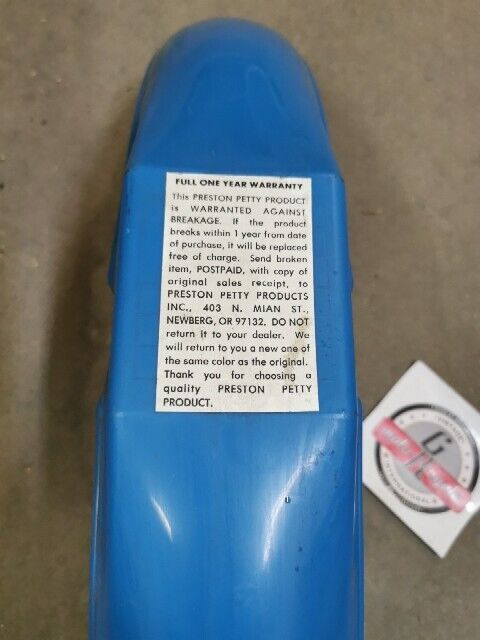 FULL ONE YEAR WARRANTY
This PRESTON PETTY PRODUCT
is WARRANTED AGAINST
BREAKAGE. If the product
breaks within 1 year from date
of purchase, it will be replaced
free of charge. Send broken
item, POSTPAID, with copy of
original sales receipt, to
PRESTON PETTY PRODUCTS
INC., 403 N. MIAN ST.,
NEWBERG, OR 97132. DO NOT
return it to your dealer. We
will return to you a new one of
the same color as the original.
Thank you for choosing a
quality PRESTON PETTY
PRODUCT.
G
INTERNATIONAL